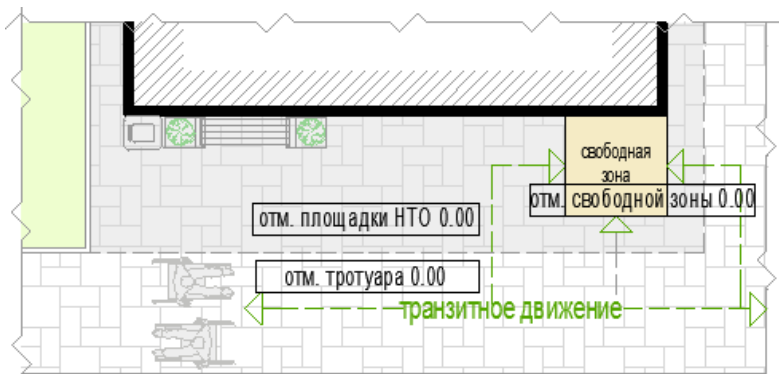 свободная
зона
отм. свободной зоны 0.00
отм. площадки НТО 0.00
отм. тротуара 0.00
транзитное движение